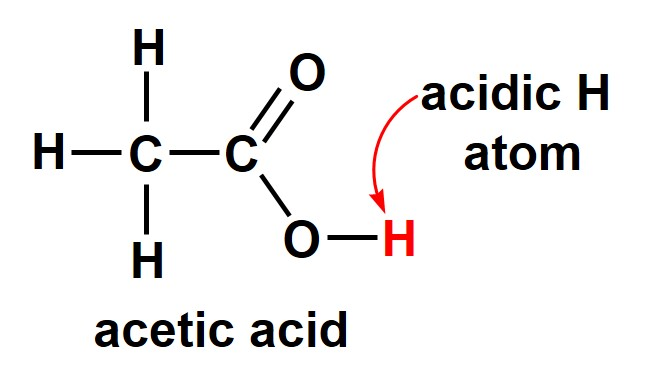 H
O
acidic H
atom
H C C
O H
H
acetic acid